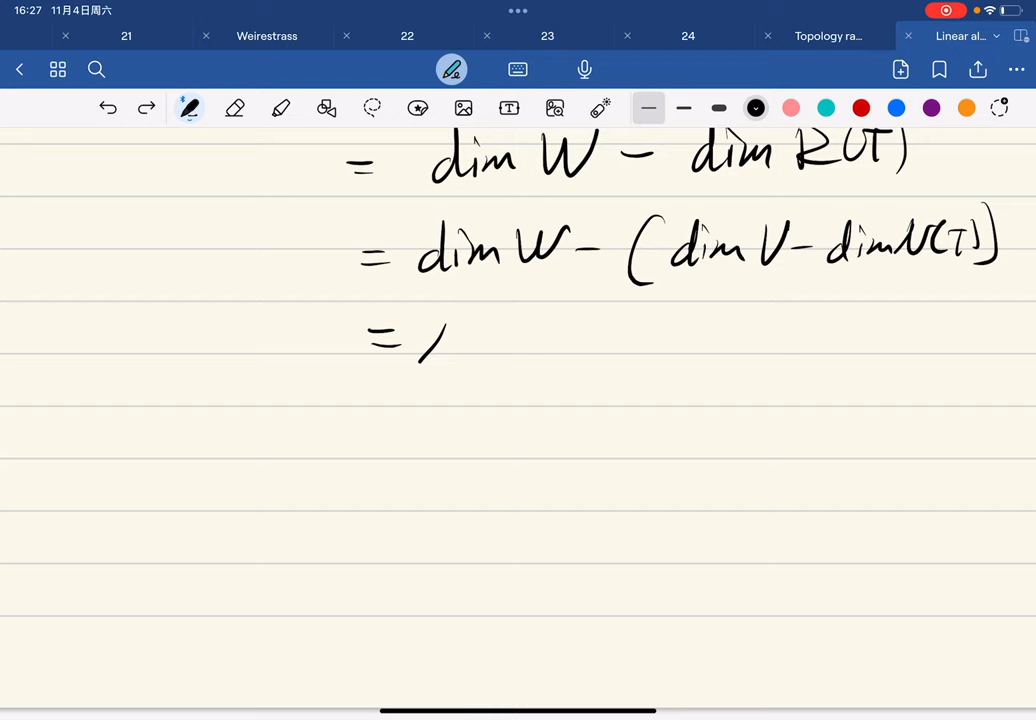 16:27 11月4日周六
21 Weirestrass 22 23 24 Topology ra... Linear al...
= dim W - dim R(T)
= dim W - (dim V - dim N(T))
=